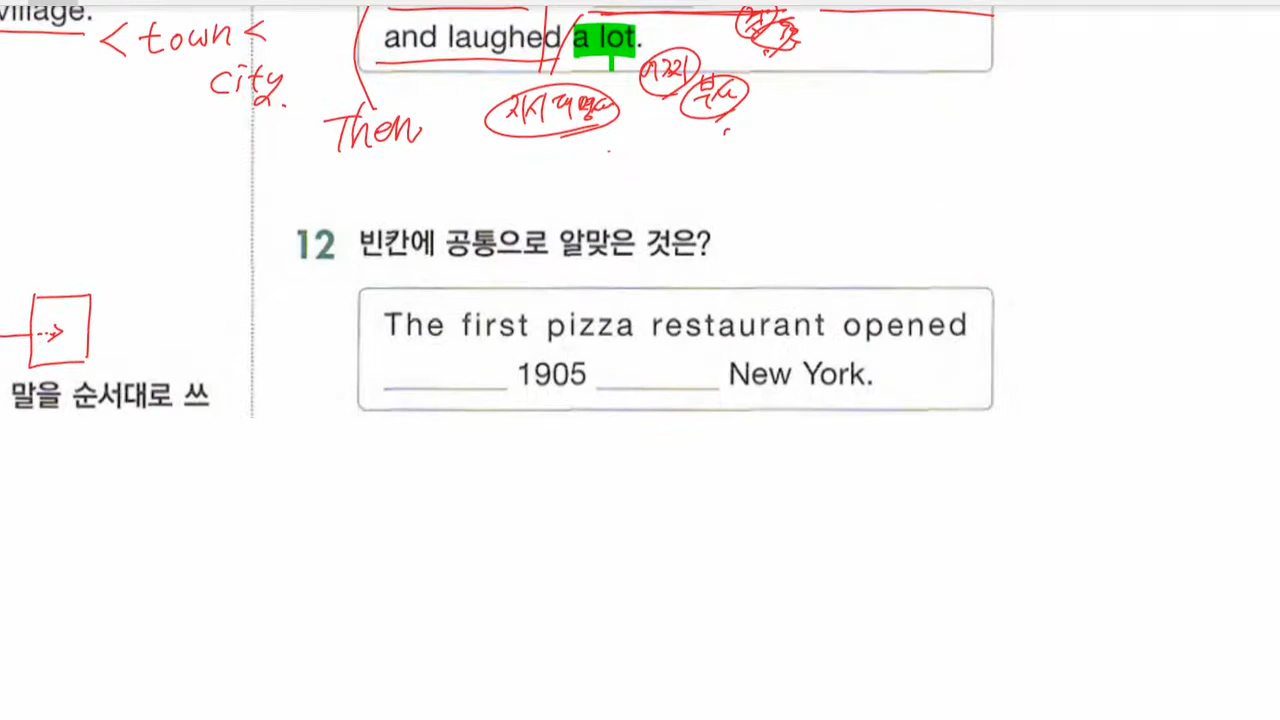 village.
< town <
city.
and laughed a lot.
Then
지시대명사
부사
12 빈칸에 공통으로 알맞은 것은?
The first pizza restaurant opened
________ 1905 ________ New York.
말을 순서대로 쓰